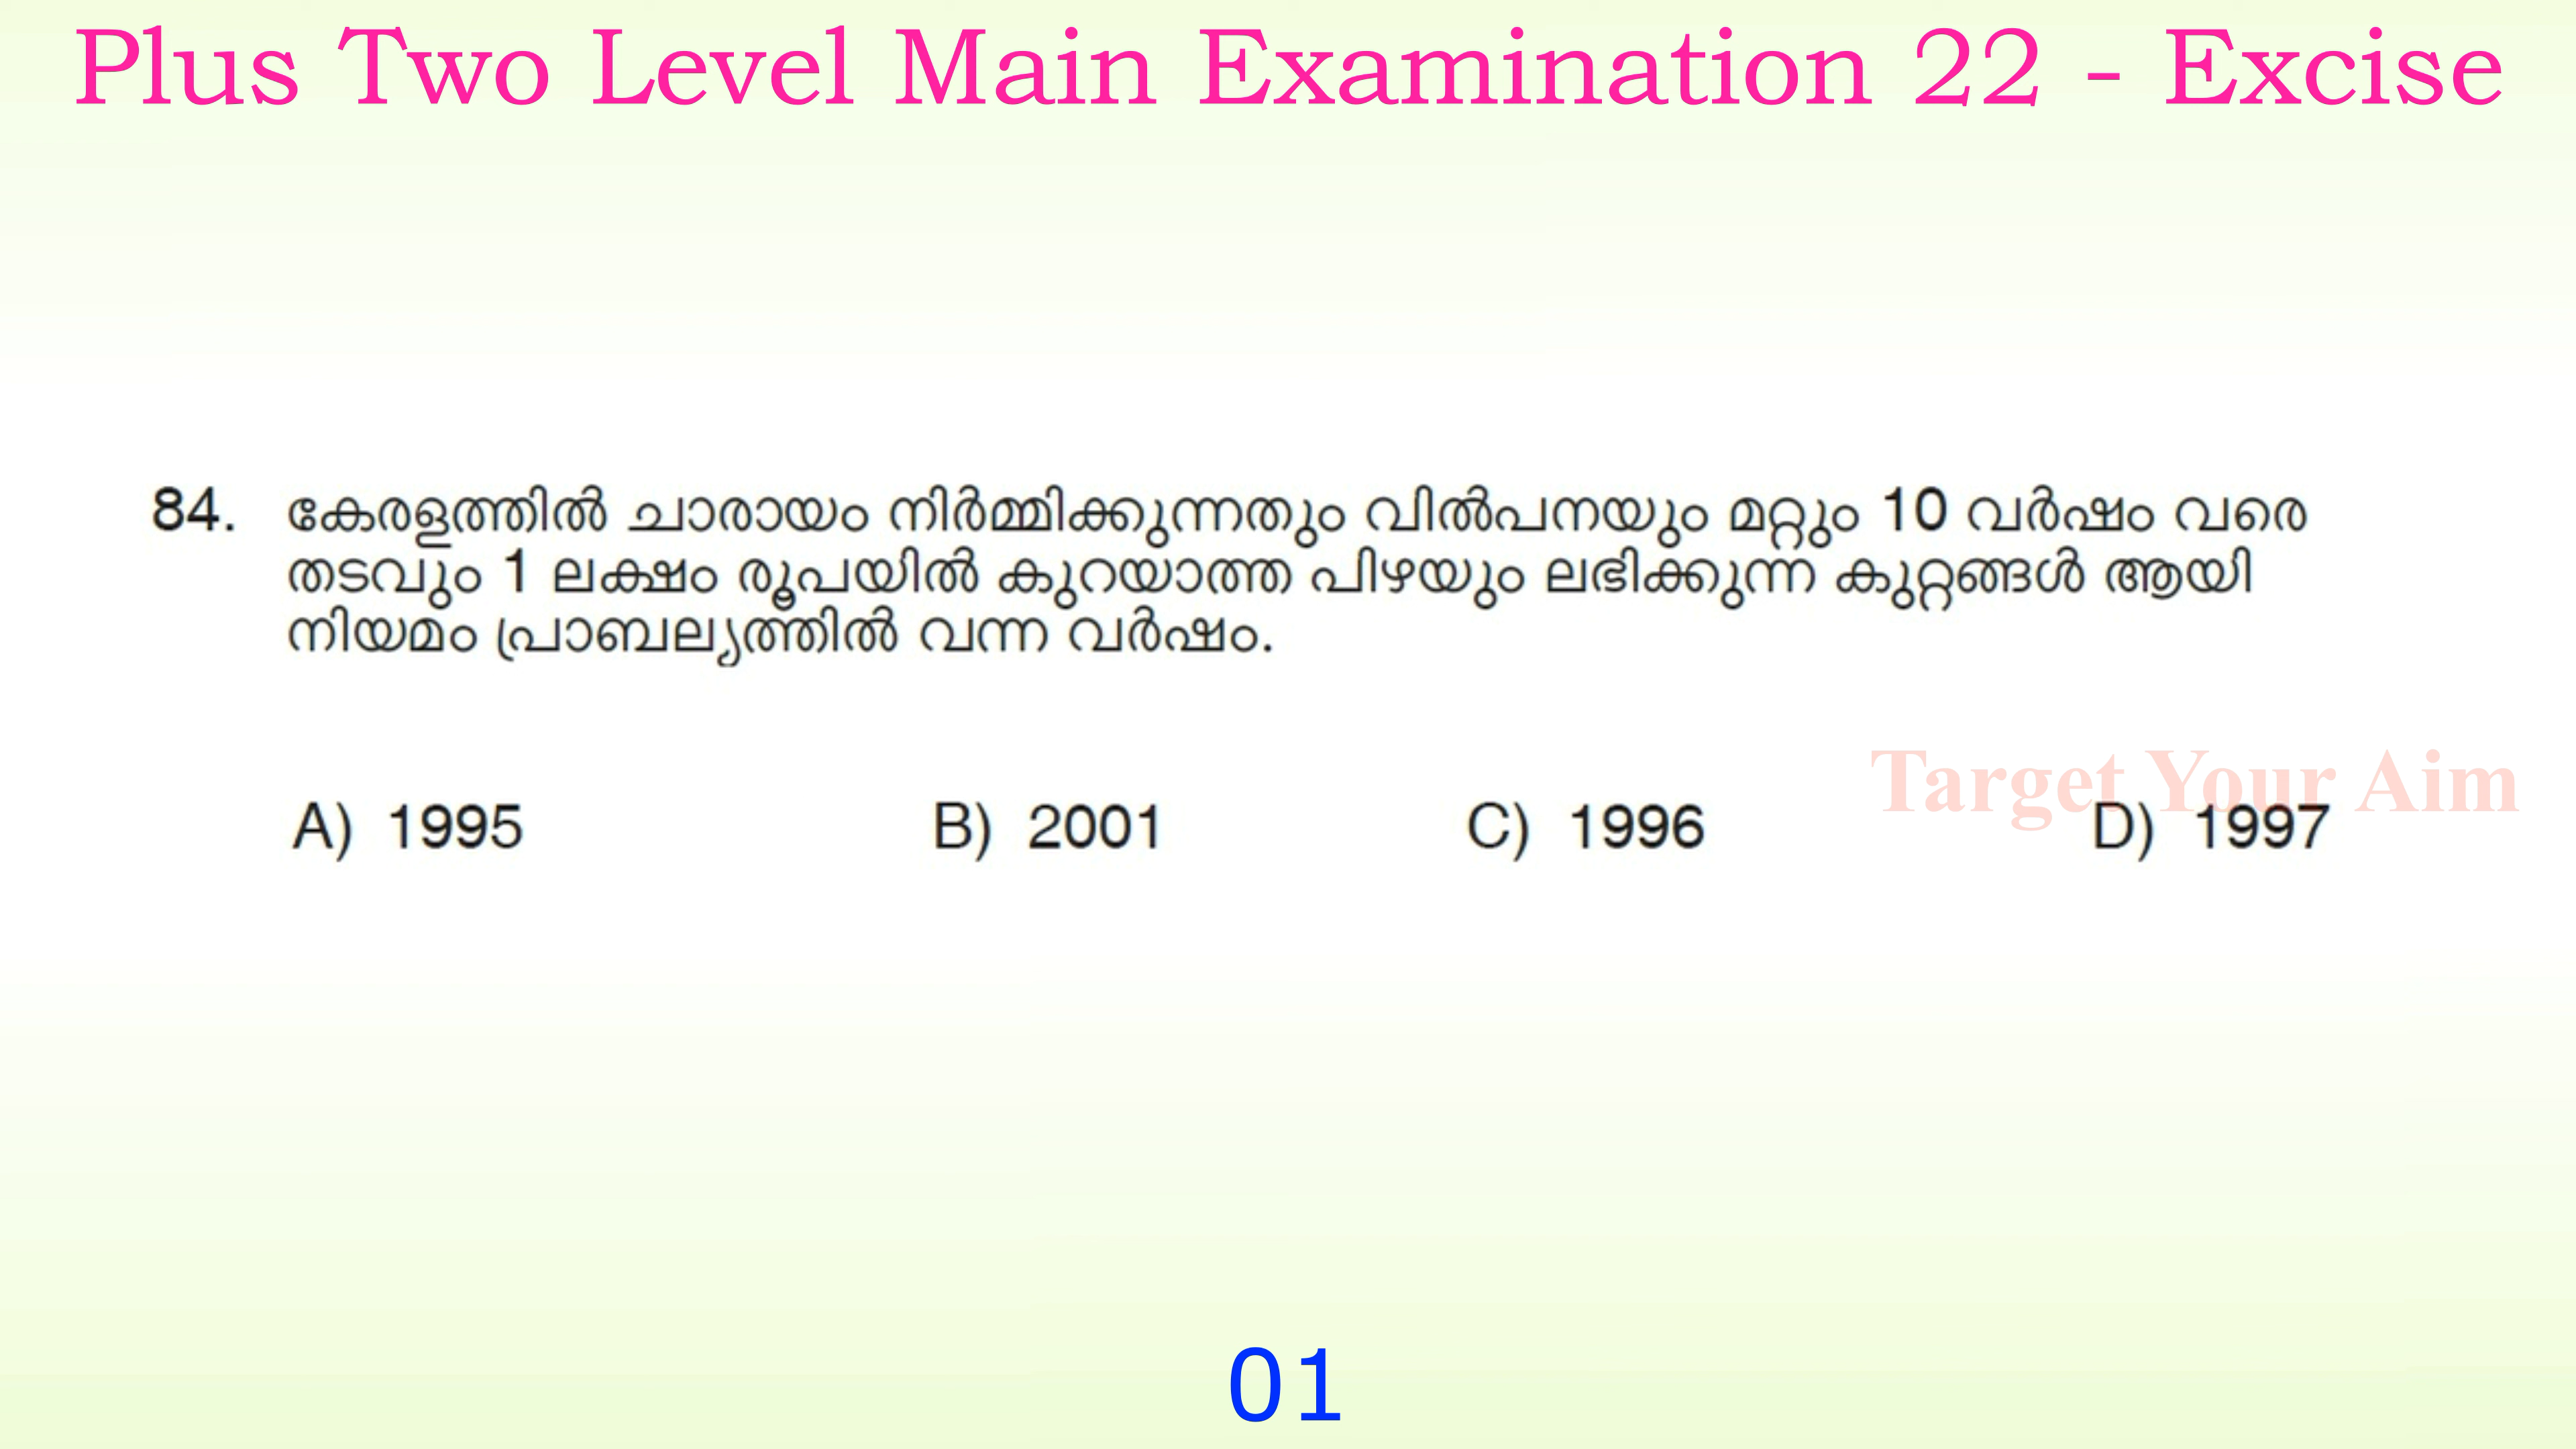 Plus Two Level Main Examination 22 - Excise
84. കേരളത്തിൽ ചാരായം നിർമ്മിക്കുന്നതും വിൽപനയും മറ്റും 10 വർഷം വരെ
തടവും 1 ലക്ഷം രൂപയിൽ കുറയാത്ത പിഴയും ലഭിക്കുന്ന കുറ്റങ്ങൾ ആയി
നിയമം പ്രാബല്യത്തിൽ വന്ന വർഷം.
Target Your Aim
A) 1995 B) 2001 C) 1996 D) 1997
01